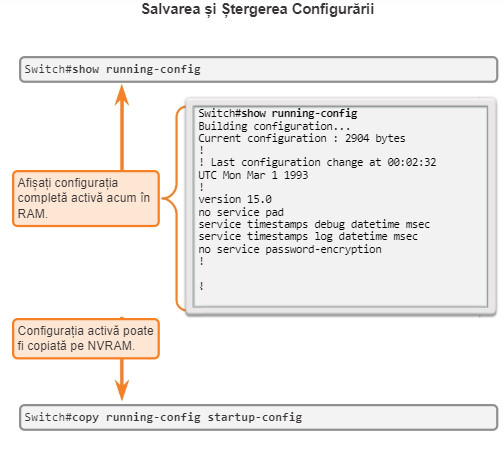 Salvarea și Ștergerea Configurării
Switch#show running-config
Switch#show running-config
Building configuration...
Current configuration : 2904 bytes
!
! Last configuration change at 00:02:32
UTC Mon Mar 1 1993
!
version 15.0
no service pad
service timestamps debug datetime msec
service timestamps log datetime msec
no service password-encryption
!
!
Afișați configurația
completă activă acum în
RAM.
Configurația activă poate
fi copiată pe NVRAM.
Switch#copy running-config startup-config